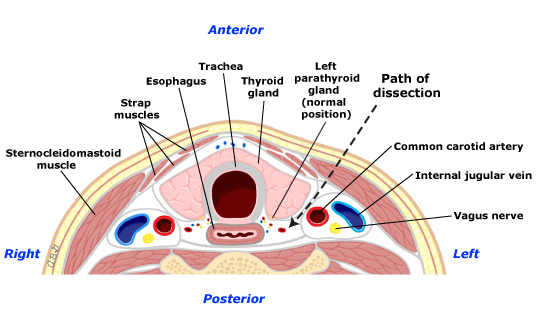 Anterior
Trachea
Esophagus
Thyroid
gland
Left
parathyroid
gland
(normal
position)
Path of
dissection
Strap
muscles
Sternocleidomastoid
muscle
Common carotid artery
Internal jugular vein
Vagus nerve
Right
Left
Posterior